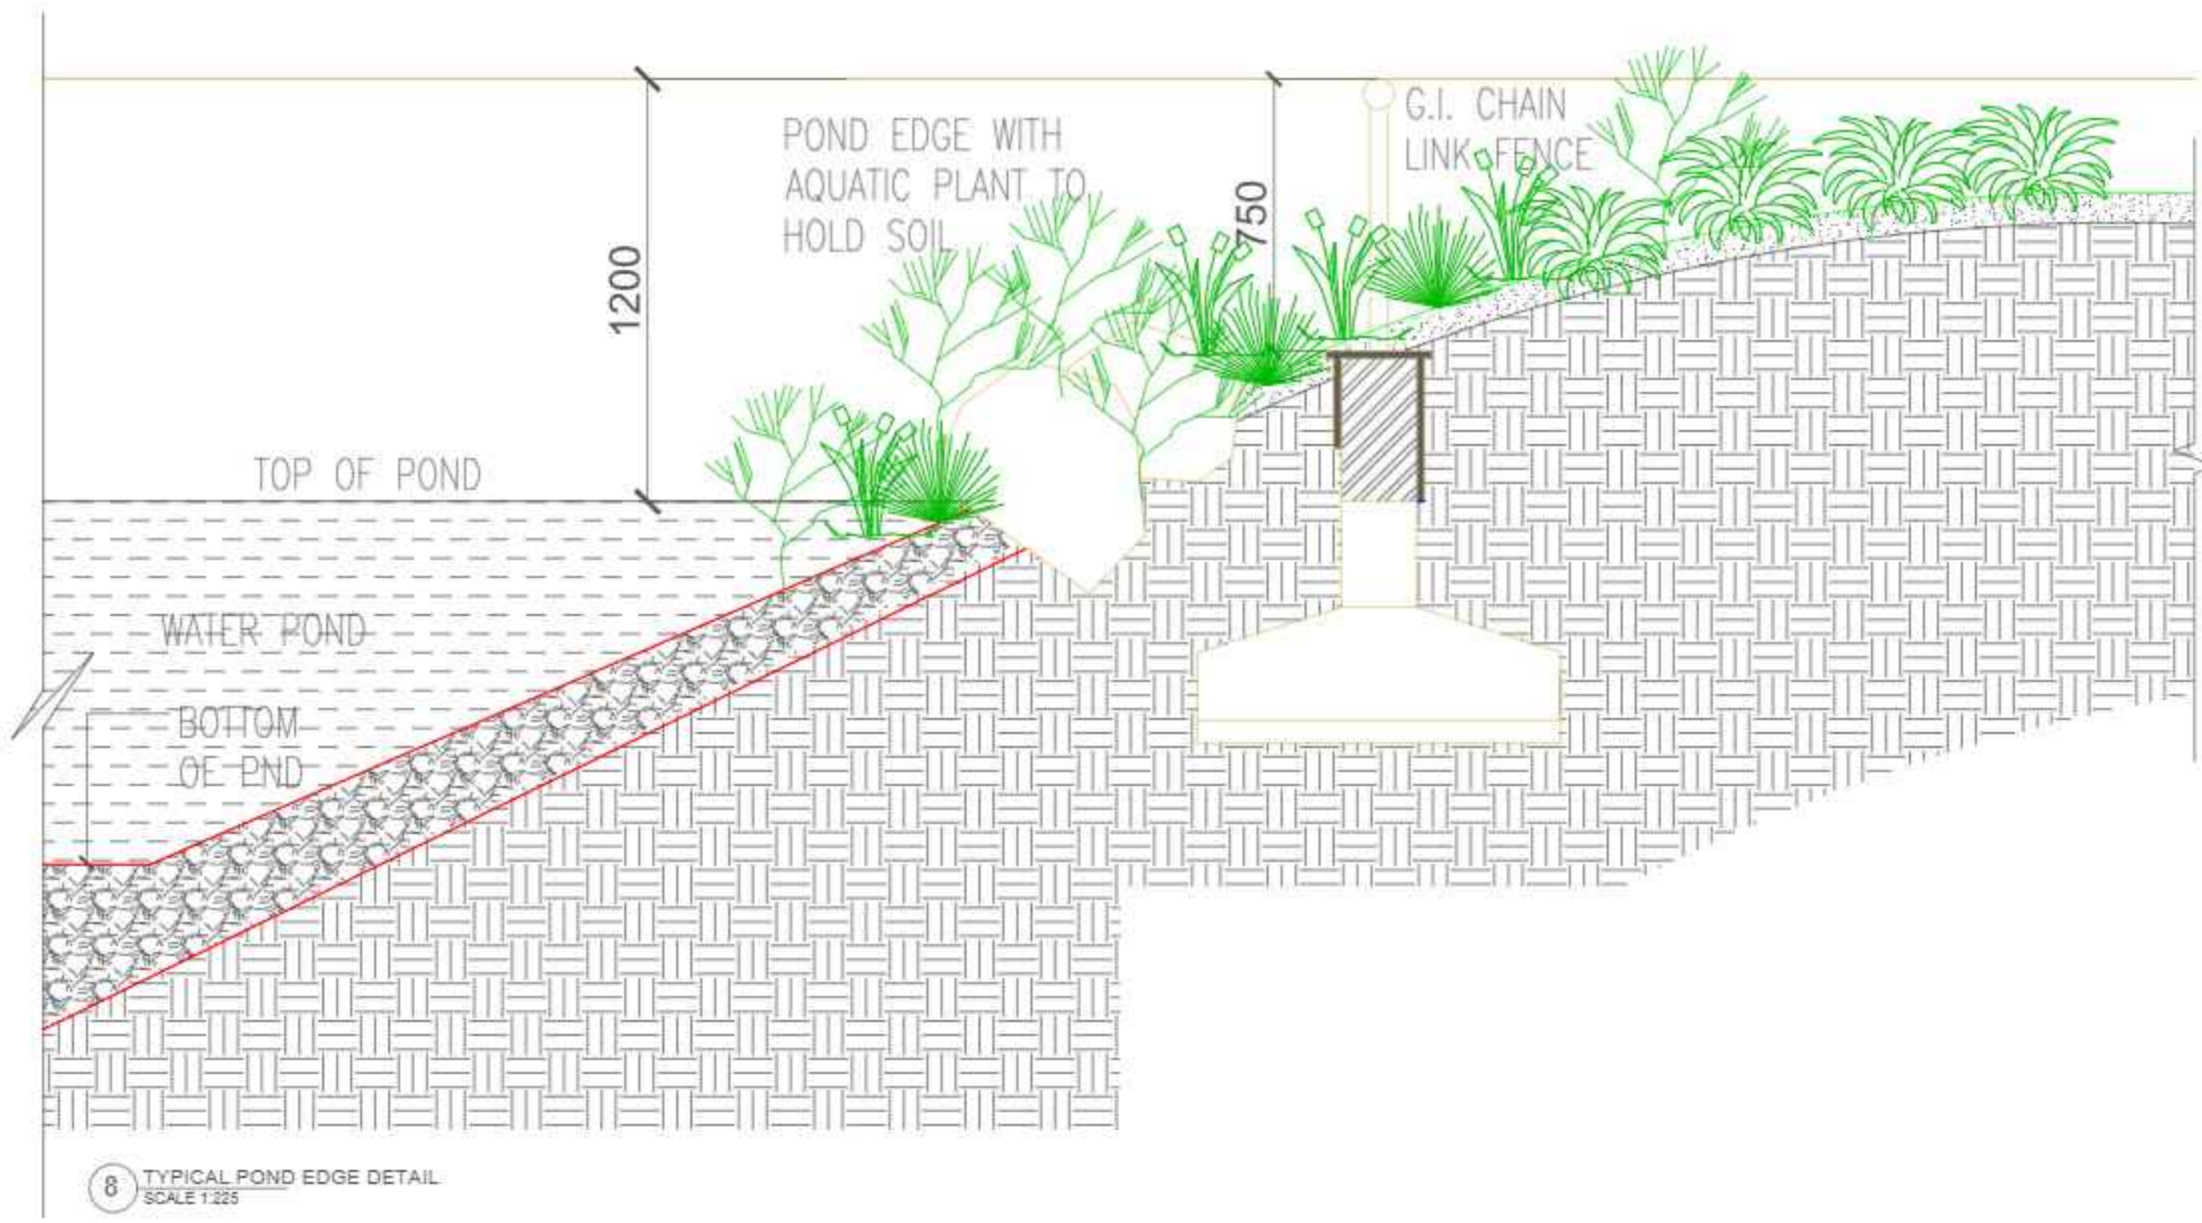 POND EDGE WITH
AQUATIC PLANT TO
HOLD SOIL
G.I. CHAIN
LINK FENCE
750
1200
TOP OF POND
WATER POND
BOTTOM
OF PND
8
TYPICAL POND EDGE DETAIL
SCALE 1:225